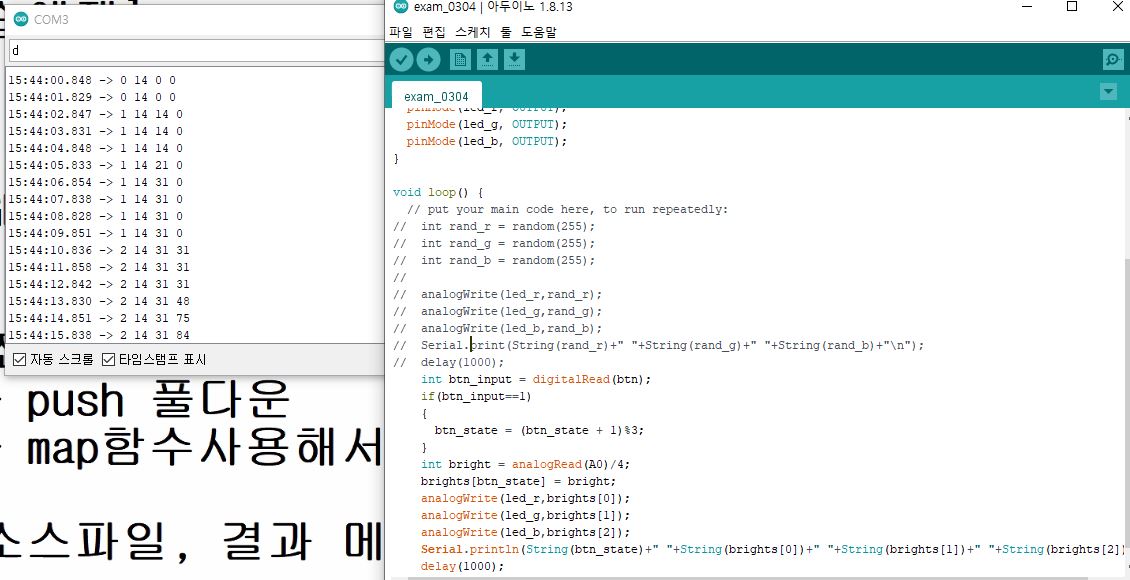 COM3
d
15:44:00.848 -> 0 14 0 0
15:44:01.829 -> 0 14 0 0
15:44:02.847 -> 1 14 14 0
15:44:03.831 -> 1 14 14 0
15:44:04.848 -> 1 14 14 0
15:44:05.833 -> 1 14 21 0
15:44:06.854 -> 1 14 31 0
15:44:07.838 -> 1 14 31 0
15:44:08.828 -> 1 14 31 0
15:44:09.851 -> 1 14 31 0
15:44:10.836 -> 2 14 31 31
15:44:11.858 -> 2 14 31 31
15:44:12.842 -> 2 14 31 31
15:44:13.830 -> 2 14 31 48
15:44:14.851 -> 2 14 31 75
15:44:15.838 -> 2 14 31 84
자동 스크롤 타임스탬프 표시
push 풀다운
map함수사용해서
소스파일, 결과 메
exam_0304 | 아두이노 1.8.13
파일 편집 스케치 툴 도움말
exam_0304
pinMode(led_r, OUTPUT);
pinMode(led_g, OUTPUT);
pinMode(led_b, OUTPUT);
}
void loop() {
// put your main code here, to run repeatedly:
// int rand_r = random(255);
// int rand_g = random(255);
// int rand_b = random(255);
//
// analogWrite(led_r,rand_r);
// analogWrite(led_g,rand_g);
// analogWrite(led_b,rand_b);
// Serial.print(String(rand_r)+" "+String(rand_g)+" "+String(rand_b)+"\n");
// delay(1000);
int btn_input = digitalRead(btn);
if(btn_input==1)
{
btn_state = (btn_state + 1)%3;
}
int bright = analogRead(A0)/4;
brights[btn_state] = bright;
analogWrite(led_r,brights[0]);
analogWrite(led_g,brights[1]);
analogWrite(led_b,brights[2]);
Serial.println(String(btn_state)+" "+String(brights[0])+" "+String(brights[1])+" "+String(brights[2])
delay(1000);